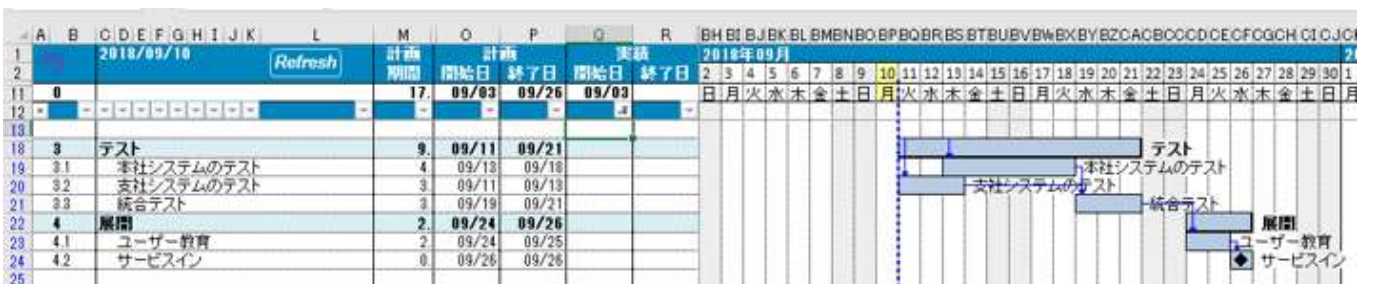 A B C D E F G H I J K L M O P Q R BH BI BJ BK BL BM BN BO BP BQ BR BS BT BU BV BW BX BY BZ CA CB CC CD CE CF CG CH CI CJ
1 2018/09/10 Refresh 計画 計画 実績 2018年09月
2 期間 開始日 終了日 開始日 終了日 2 3 4 5 6 7 8 9 10 11 12 13 14 15 16 17 18 19 20 21 22 23 24 25 26 27 28 29 30 1
11 0 17. 09/03 09/26 09/03 日 月 火 水 木 金 土 日 月 火 水 木 金 土 日 月 火 水 木 金 土 日 月 火 水 木 金 土 日 月
12
13
18 3 テスト 9. 09/11 09/21 テスト
19 3.1 本社システムのテスト 4. 09/13 09/18 本社システムのテスト
20 3.2 支社システムのテスト 3. 09/11 09/13 支社システムのテスト
21 3.3 統合テスト 3. 09/19 09/21 統合テスト
22 4 展開 2. 09/24 09/26 展開
23 4.1 ユーザー教育 2. 09/24 09/25 ユーザー教育
24 4.2 サービスイン 0. 09/26 09/26 サービスイン
25